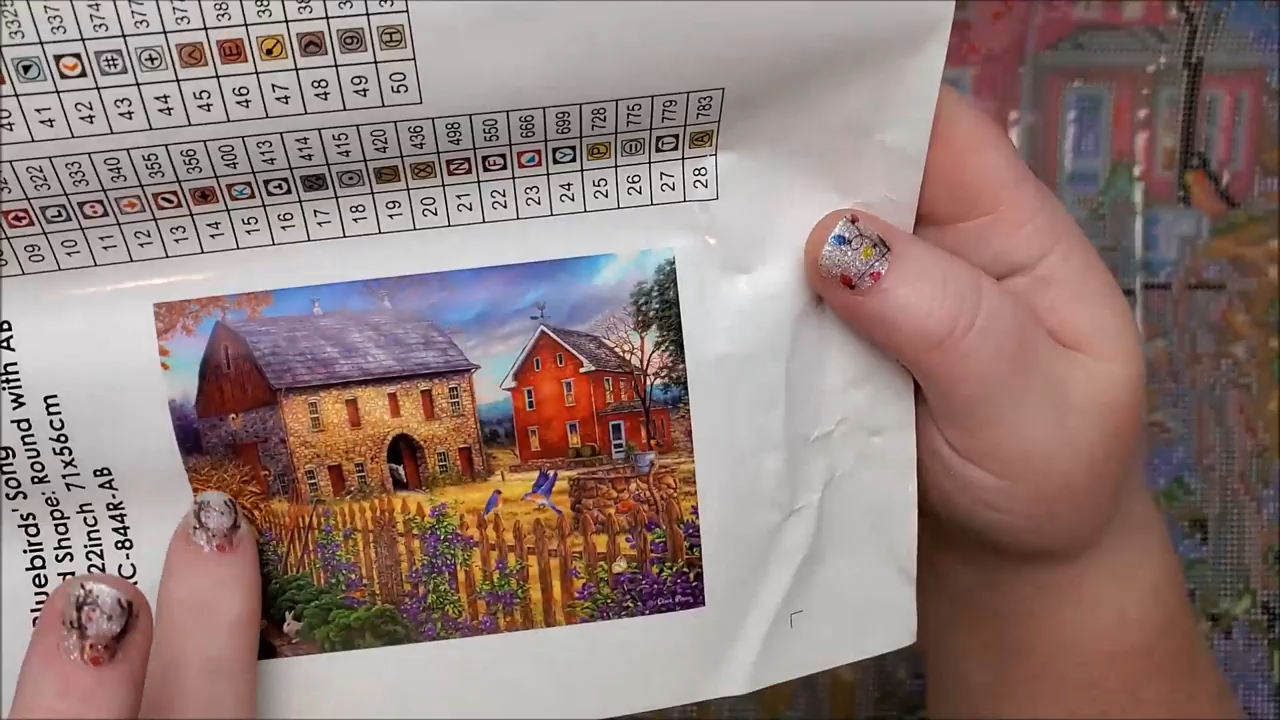 luebirds' Song
d Shape: Round with AB
22inch 71x56cm
C-844R-AB
09
10 L 322
11 333
12 340
13 355
14 356
15 K 400
16 413
17 414
18 415
19 420
20 436
21 N 498
22 F 550
23 666
24 Y 699
25 P 728
26 = 775
27 T 779
28 A 783
40
41
42
43 #
44 +
45
46 E
47
48
49 9
50 H